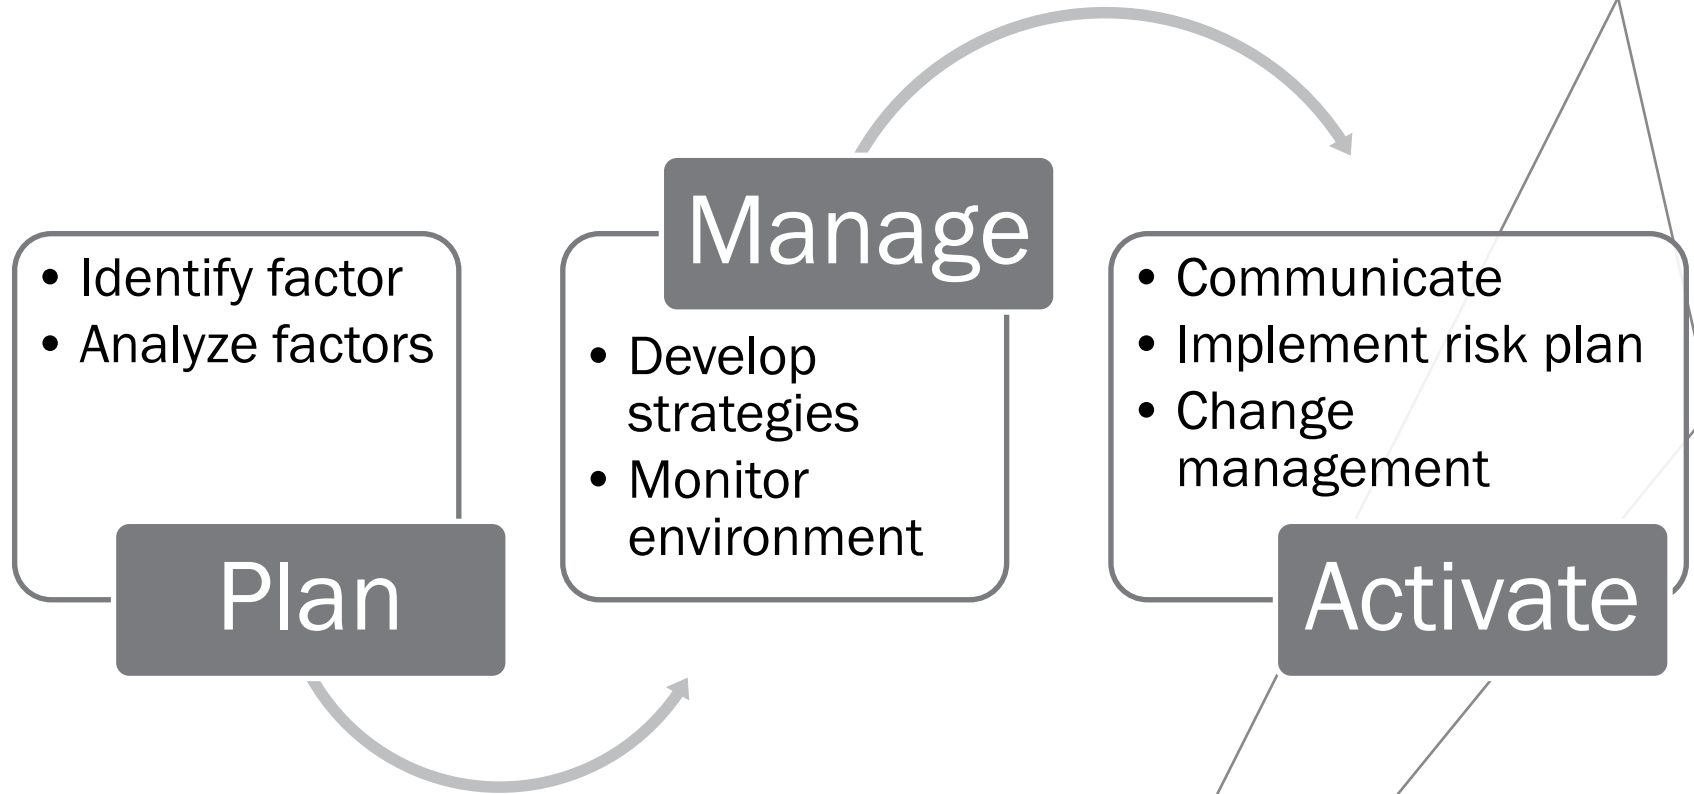 • Identify factor
• Analyze factors
Plan
Manage
• Develop
strategies
• Monitor
environment
• Communicate
• Implement risk plan
• Change
management
Activate